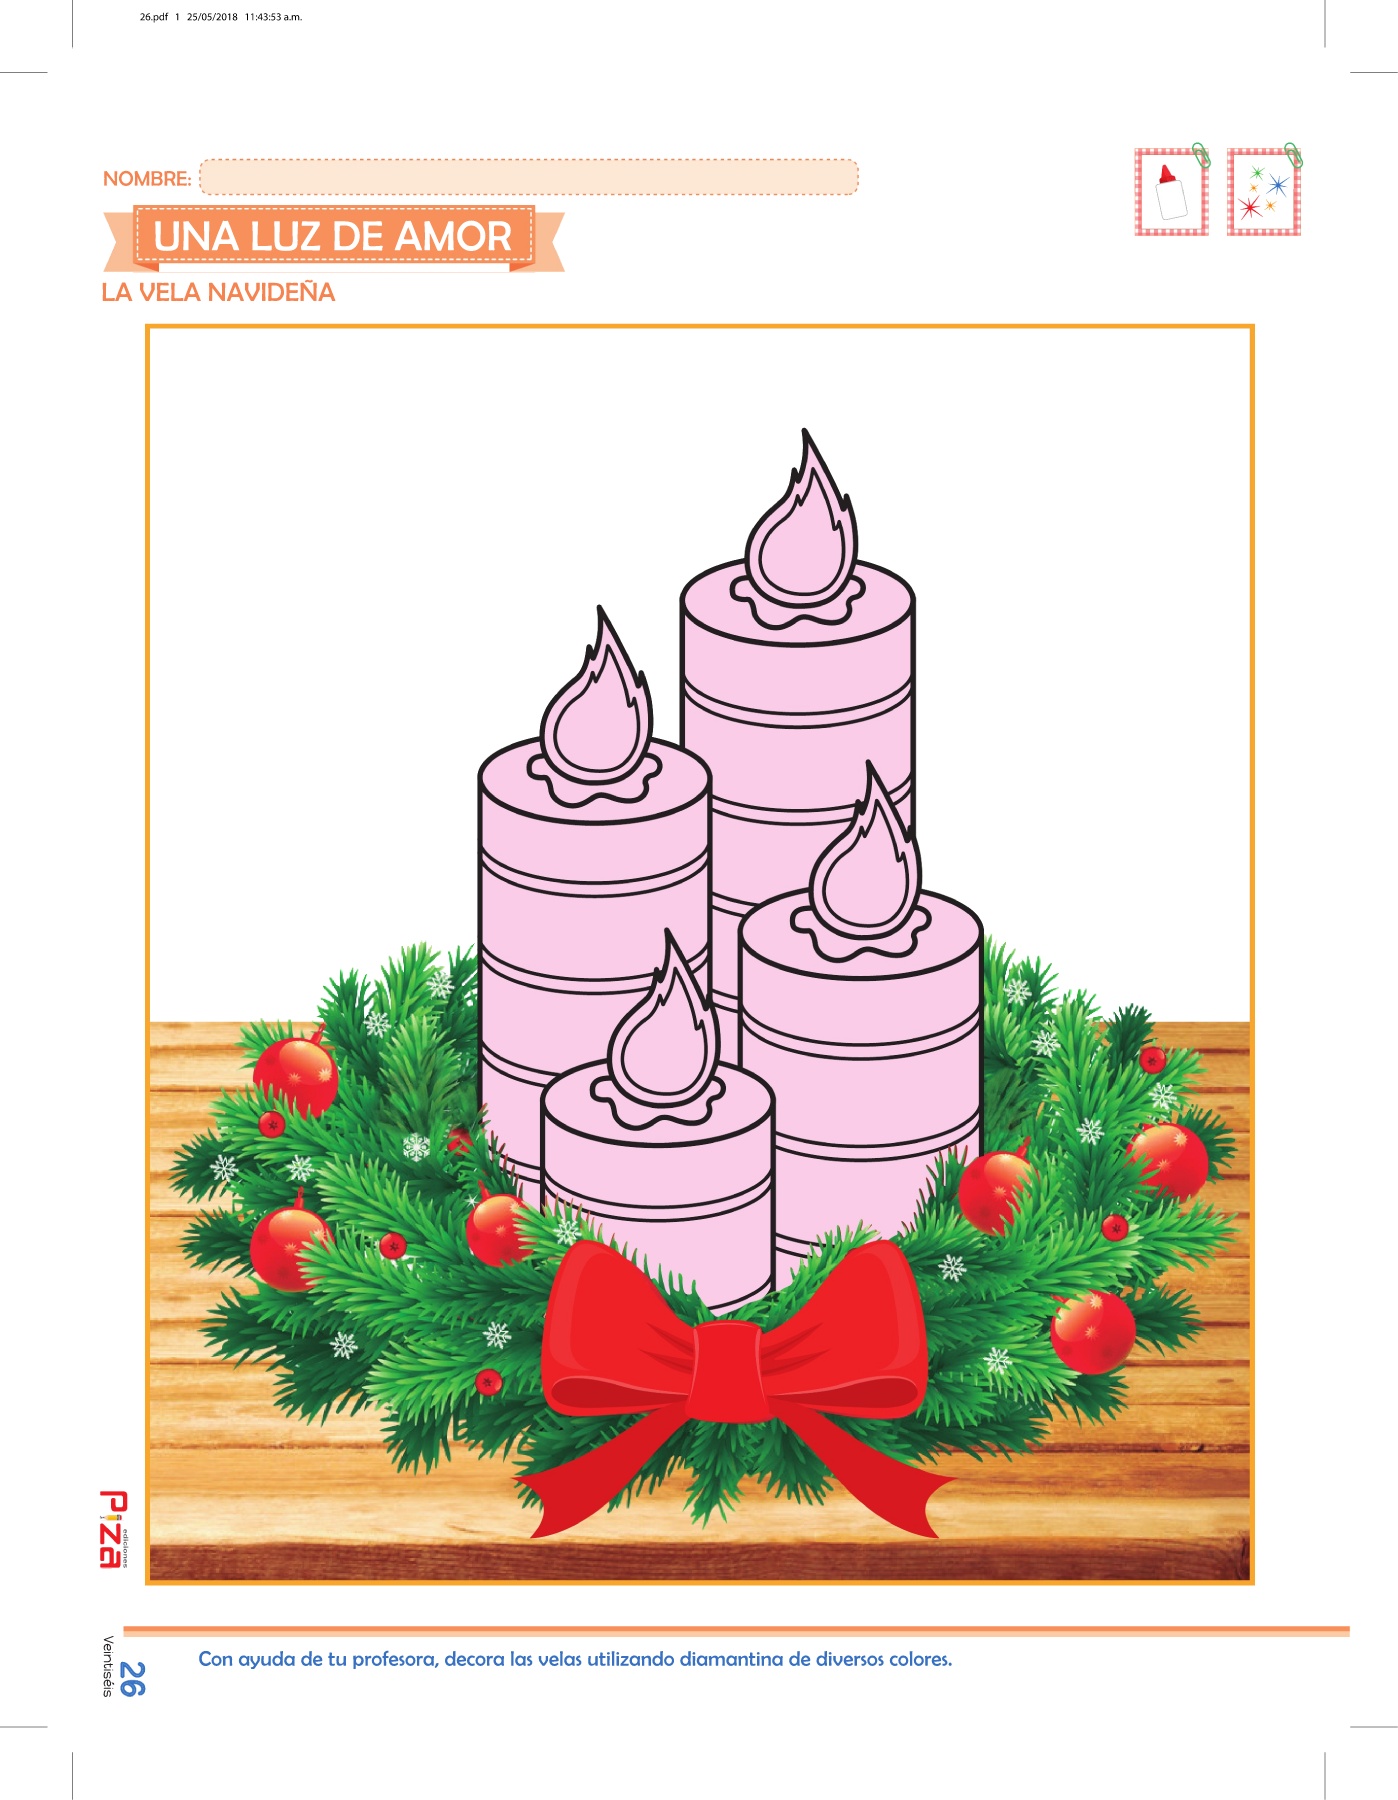 26.pdf 1 25/05/2018 11:43:53 a.m.
NOMBRE:
UNA LUZ DE AMOR
LA VELA NAVIDEÑA
Piza
ediciones
Con ayuda de tu profesora, decora las velas utilizando diamantina de diversos colores.
26
Veintiséis